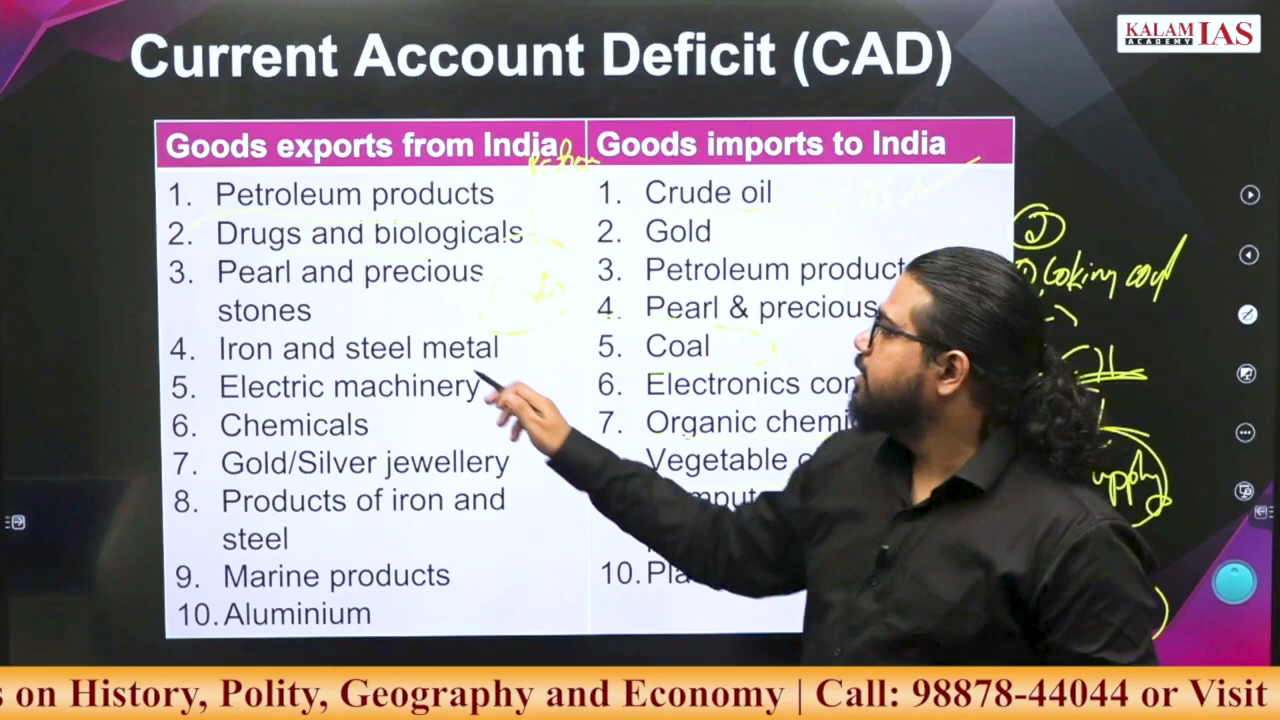 KALAM IAS
ACADEMY
Current Account Deficit (CAD)
Goods exports from India
1. Petroleum products
2. Drugs and biologicals
3. Pearl and precious
stones
4. Iron and steel metal
5. Electric machinery
6. Chemicals
7. Gold/Silver jewellery
8. Products of iron and
steel
9. Marine products
10. Aluminium
Goods imports to India
1. Crude oil
2. Gold
3. Petroleum product
4. Pearl & precious
5. Coal
6. Electronics
7. Organic
Vegetable
10.
Coking coal
s on History, Polity, Geography and Economy | Call: 98878-44044 or Visit